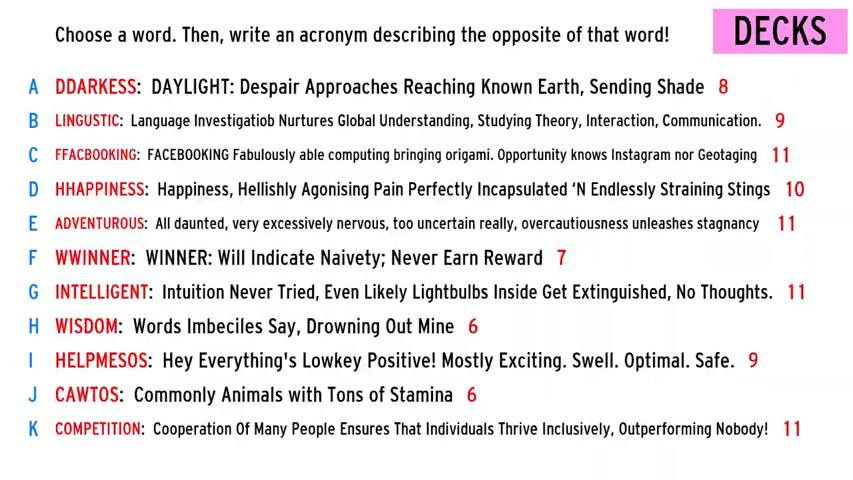 Choose a word. Then, write an acronym describing the opposite of that word!
DECKS
A DDARKESS: DAYLIGHT: Despair Approaches Reaching Known Earth, Sending Shade 8
B LINGUSTIC: Language Investigatiob Nurtures Global Understanding, Studying Theory, Interaction, Communication. 9
C FFACBOOKING: FACEBOOKING Fabulously able computing bringing origami. Opportunity knows Instagram nor Geotaging 11
D HHAPPINESS: Happiness, Hellishly Agonising Pain Perfectly Incapsulated ‘N Endlessly Straining Stings 10
E ADVENTUROUS: All daunted, very excessively nervous, too uncertain really, overcautiousness unleashes stagnancy 11
F WWINNER: WINNER: Will Indicate Naivety; Never Earn Reward 7
G INTELLIGENT: Intuition Never Tried, Even Likely Lightbulbs Inside Get Extinguished, No Thoughts. 11
H WISDOM: Words Imbeciles Say, Drowning Out Mine 6
I HELPMESOS: Hey Everything's Lowkey Positive! Mostly Exciting. Swell. Optimal. Safe. 9
J CAWTOS: Commonly Animals with Tons of Stamina 6
K COMPETITION: Cooperation Of Many People Ensures That Individuals Thrive Inclusively, Outperforming Nobody! 11